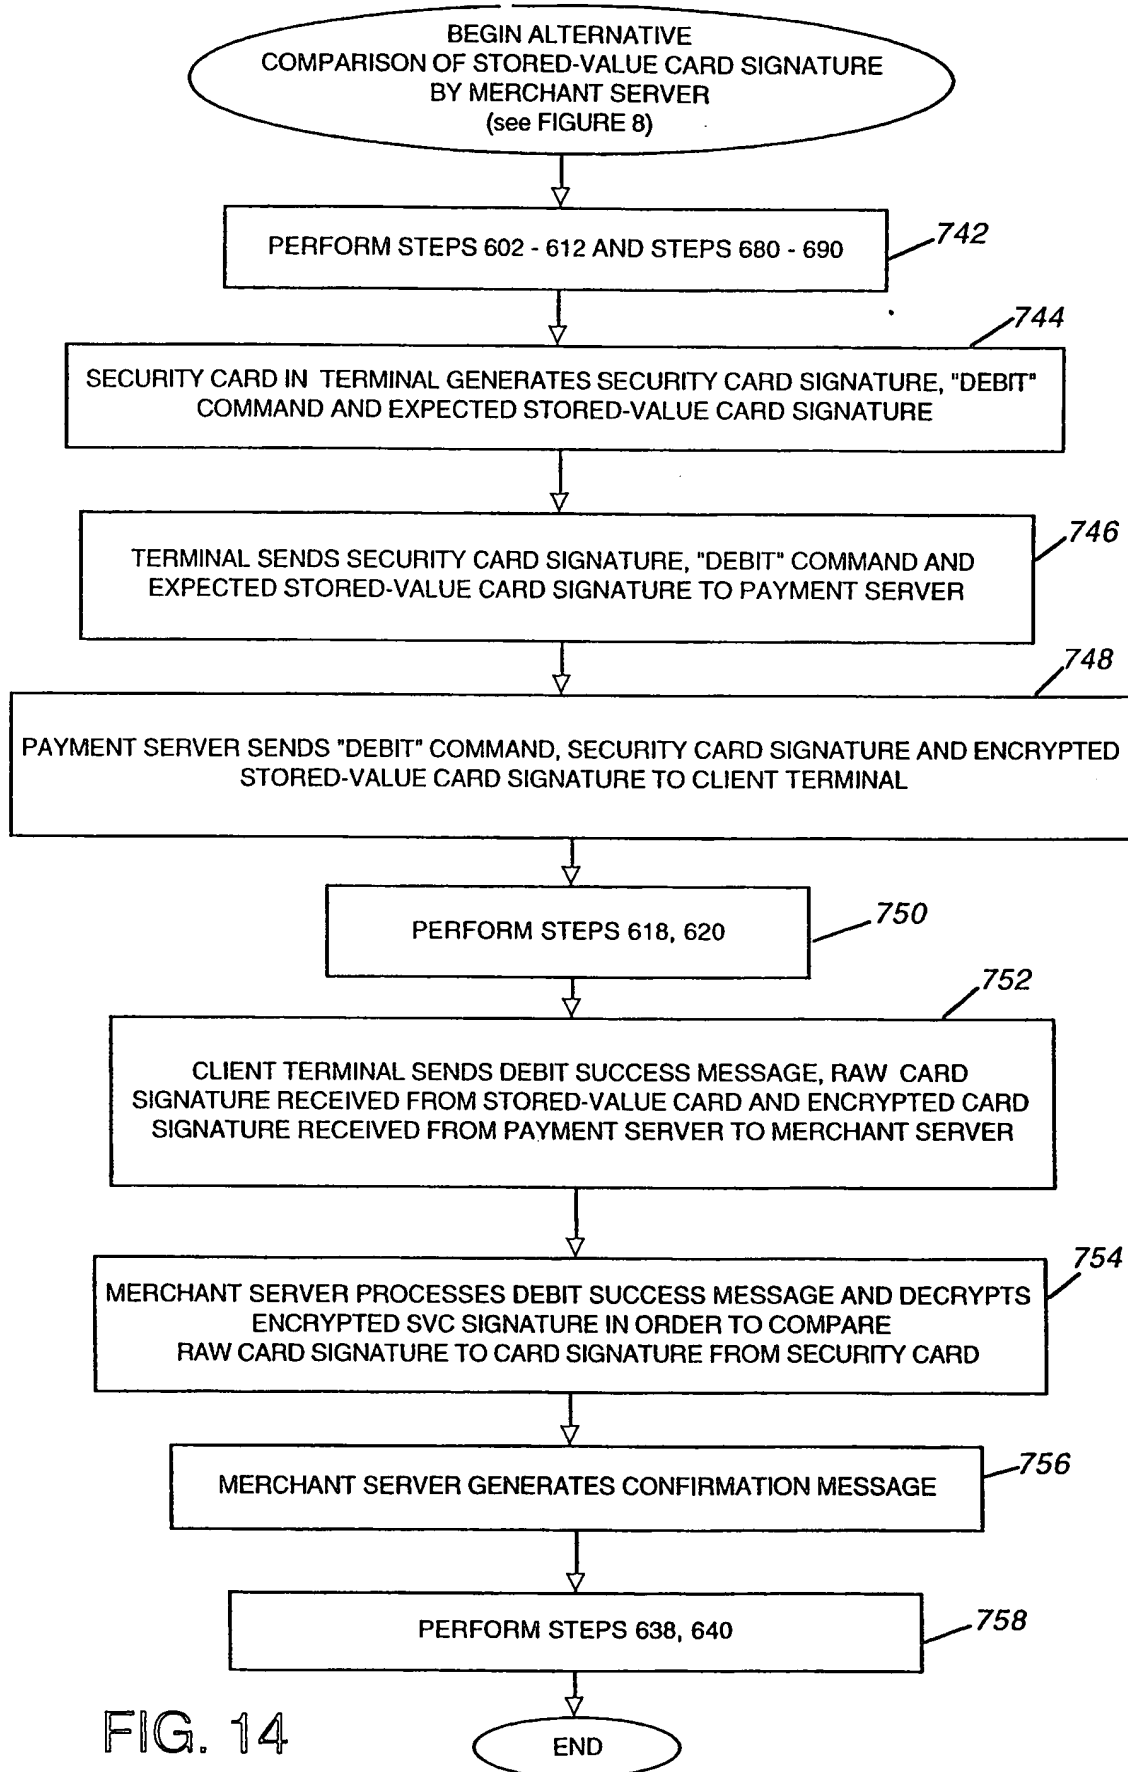 BEGIN ALTERNATIVE
COMPARISON OF STORED-VALUE CARD SIGNATURE
BY MERCHANT SERVER
(see FIGURE 8)
PERFORM STEPS 602 - 612 AND STEPS 680 - 690
742
744
SECURITY CARD IN TERMINAL GENERATES SECURITY CARD SIGNATURE, "DEBIT"
COMMAND AND EXPECTED STORED-VALUE CARD SIGNATURE
746
TERMINAL SENDS SECURITY CARD SIGNATURE, "DEBIT" COMMAND AND
EXPECTED STORED-VALUE CARD SIGNATURE TO PAYMENT SERVER
748
PAYMENT SERVER SENDS "DEBIT" COMMAND, SECURITY CARD SIGNATURE AND ENCRYPTED
STORED-VALUE CARD SIGNATURE TO CLIENT TERMINAL
PERFORM STEPS 618, 620
750
752
CLIENT TERMINAL SENDS DEBIT SUCCESS MESSAGE, RAW CARD
SIGNATURE RECEIVED FROM STORED-VALUE CARD AND ENCRYPTED CARD
SIGNATURE RECEIVED FROM PAYMENT SERVER TO MERCHANT SERVER
754
MERCHANT SERVER PROCESSES DEBIT SUCCESS MESSAGE AND DECRYPTS
ENCRYPTED SVC SIGNATURE IN ORDER TO COMPARE
RAW CARD SIGNATURE TO CARD SIGNATURE FROM SECURITY CARD
MERCHANT SERVER GENERATES CONFIRMATION MESSAGE
756
PERFORM STEPS 638, 640
758
END
FIG. 14